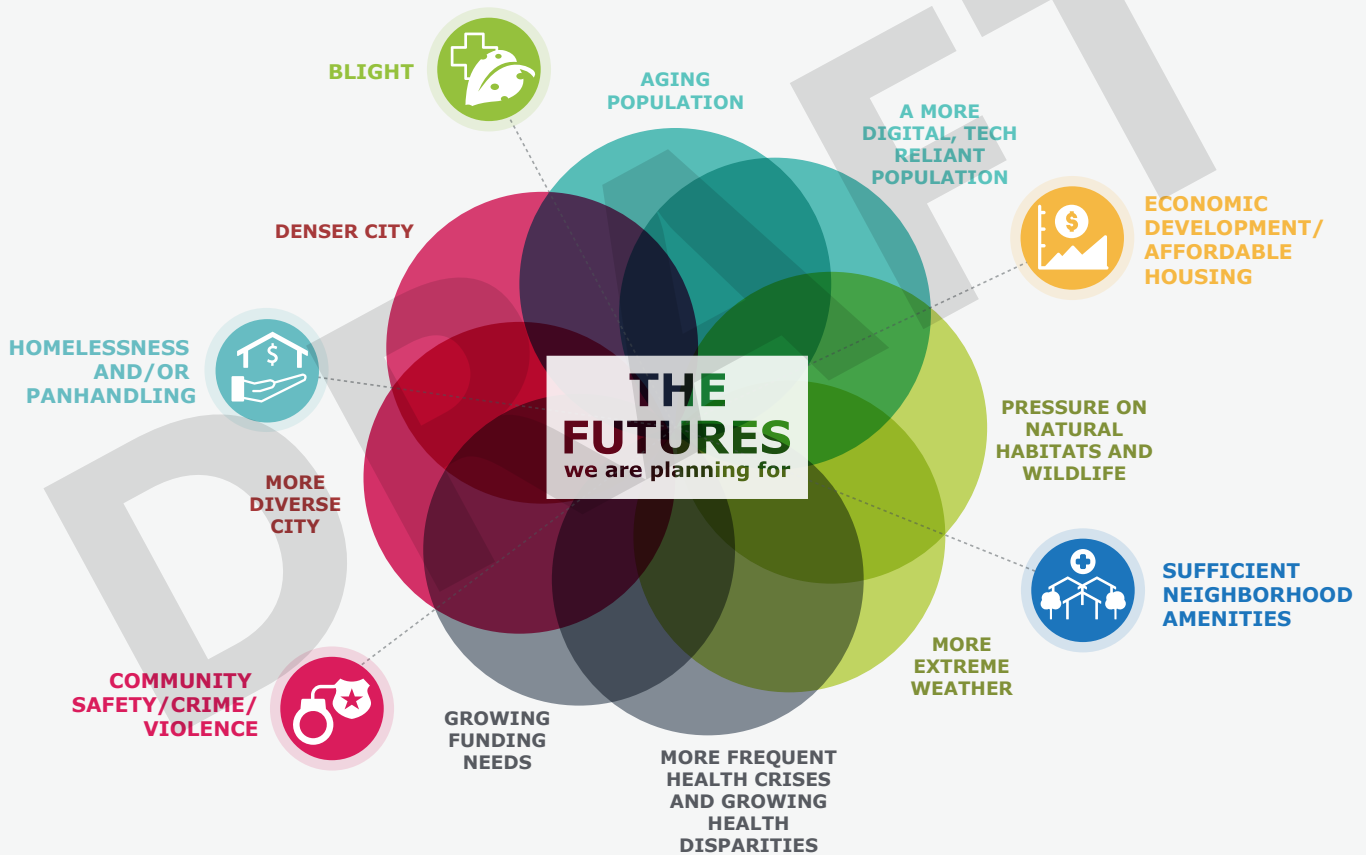 BLIGHT
AGING
POPULATION
A MORE
DIGITAL, TECH
RELIANT
POPULATION
ECONOMIC
DEVELOPMENT/
AFFORDABLE
HOUSING
DENSER CITY
HOMELESSNESS
AND/OR
PANHANDLING
THE
FUTURES
we are planning for
PRESSURE ON
NATURAL
HABITATS AND
WILDLIFE
MORE
DIVERSE
CITY
SUFFICIENT
NEIGHBORHOOD
AMENITIES
MORE
EXTREME
WEATHER
COMMUNITY
SAFETY/CRIME/
VIOLENCE
GROWING
FUNDING
NEEDS
MORE FREQUENT
HEALTH CRISES
AND GROWING
HEALTH
DISPARITIES
$
$
DRAFT